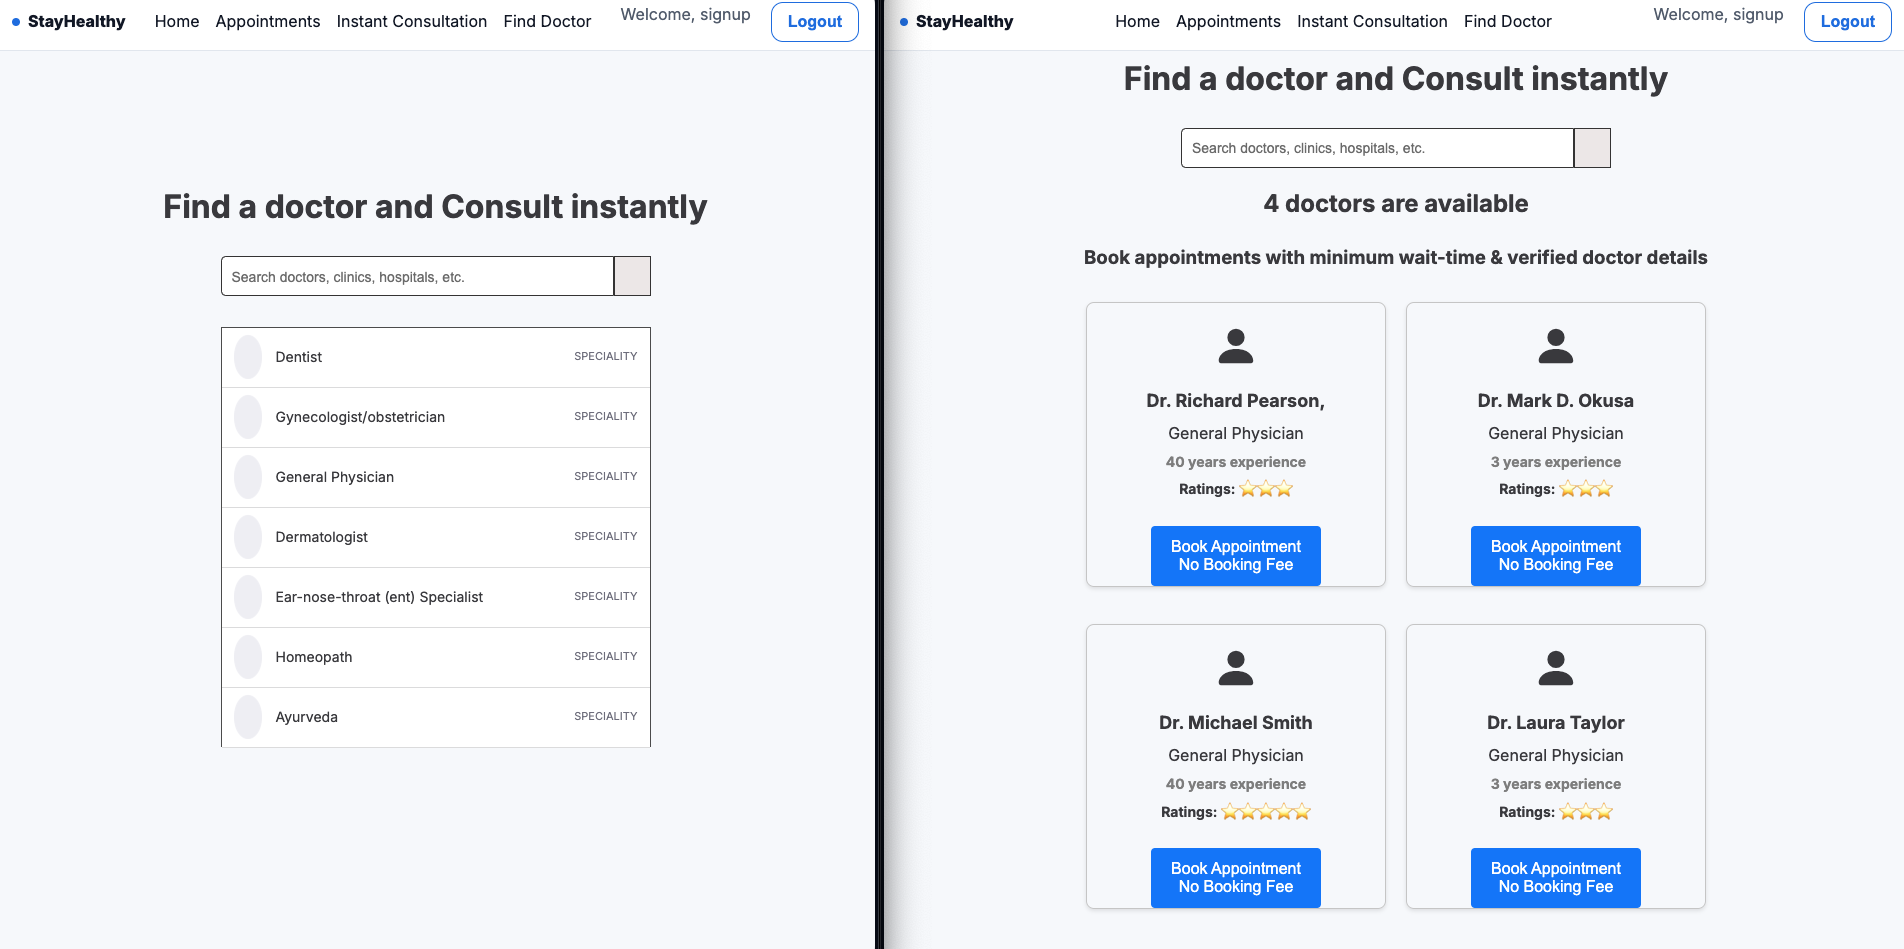 StayHealthy Home Appointments Instant Consultation Find Doctor Welcome, signup Logout
Find a doctor and Consult instantly
Search doctors, clinics, hospitals, etc.
Dentist SPECIALITY
Gynecologist/obstetrician SPECIALITY
General Physician SPECIALITY
Dermatologist SPECIALITY
Ear-nose-throat (ent) Specialist SPECIALITY
Homeopath SPECIALITY
Ayurveda SPECIALITY
StayHealthy Home Appointments Instant Consultation Find Doctor Welcome, signup Logout
Find a doctor and Consult instantly
Search doctors, clinics, hospitals, etc.
4 doctors are available
Book appointments with minimum wait-time & verified doctor details
Dr. Richard Pearson,
General Physician
40 years experience
Ratings: ⭐⭐⭐
Book Appointment
No Booking Fee
Dr. Mark D. Okusa
General Physician
3 years experience
Ratings: ⭐⭐⭐
Book Appointment
No Booking Fee
Dr. Michael Smith
General Physician
40 years experience
Ratings: ⭐⭐⭐⭐⭐
Book Appointment
No Booking Fee
Dr. Laura Taylor
General Physician
3 years experience
Ratings: ⭐⭐⭐
Book Appointment
No Booking Fee